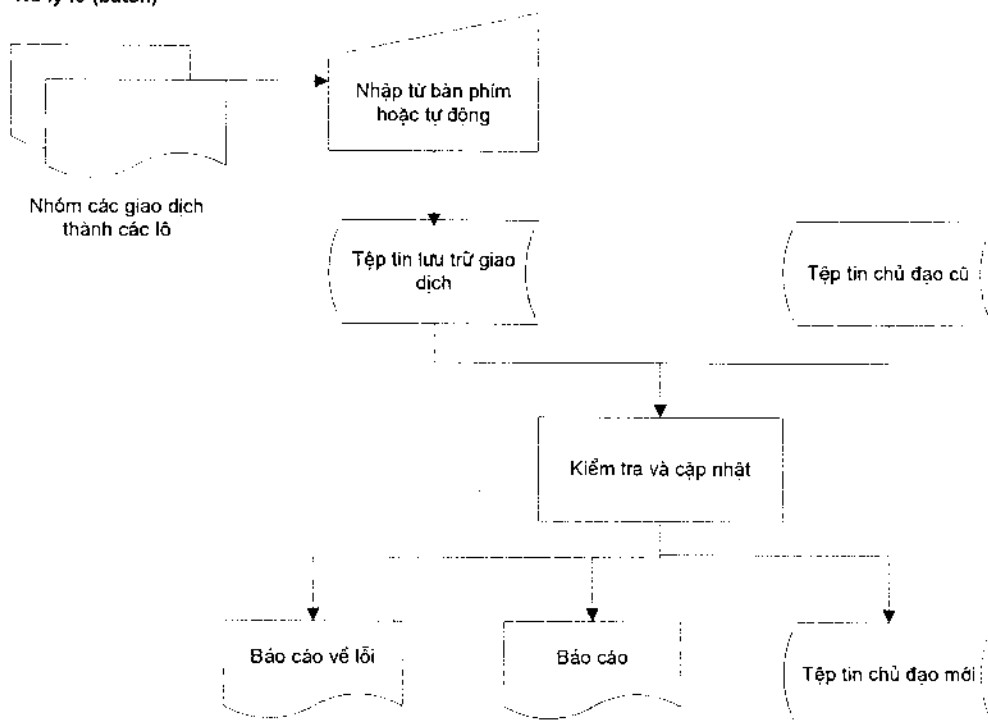 Nhập từ bàn phím
hoặc tự động
Nhóm các giao dịch
thành các lô
Tệp tin lưu trữ giao
dịch
Tệp tin chủ đạo cũ
Kiểm tra và cập nhật
Báo cáo về lỗi
Báo cáo
Tệp tin chủ đạo mới